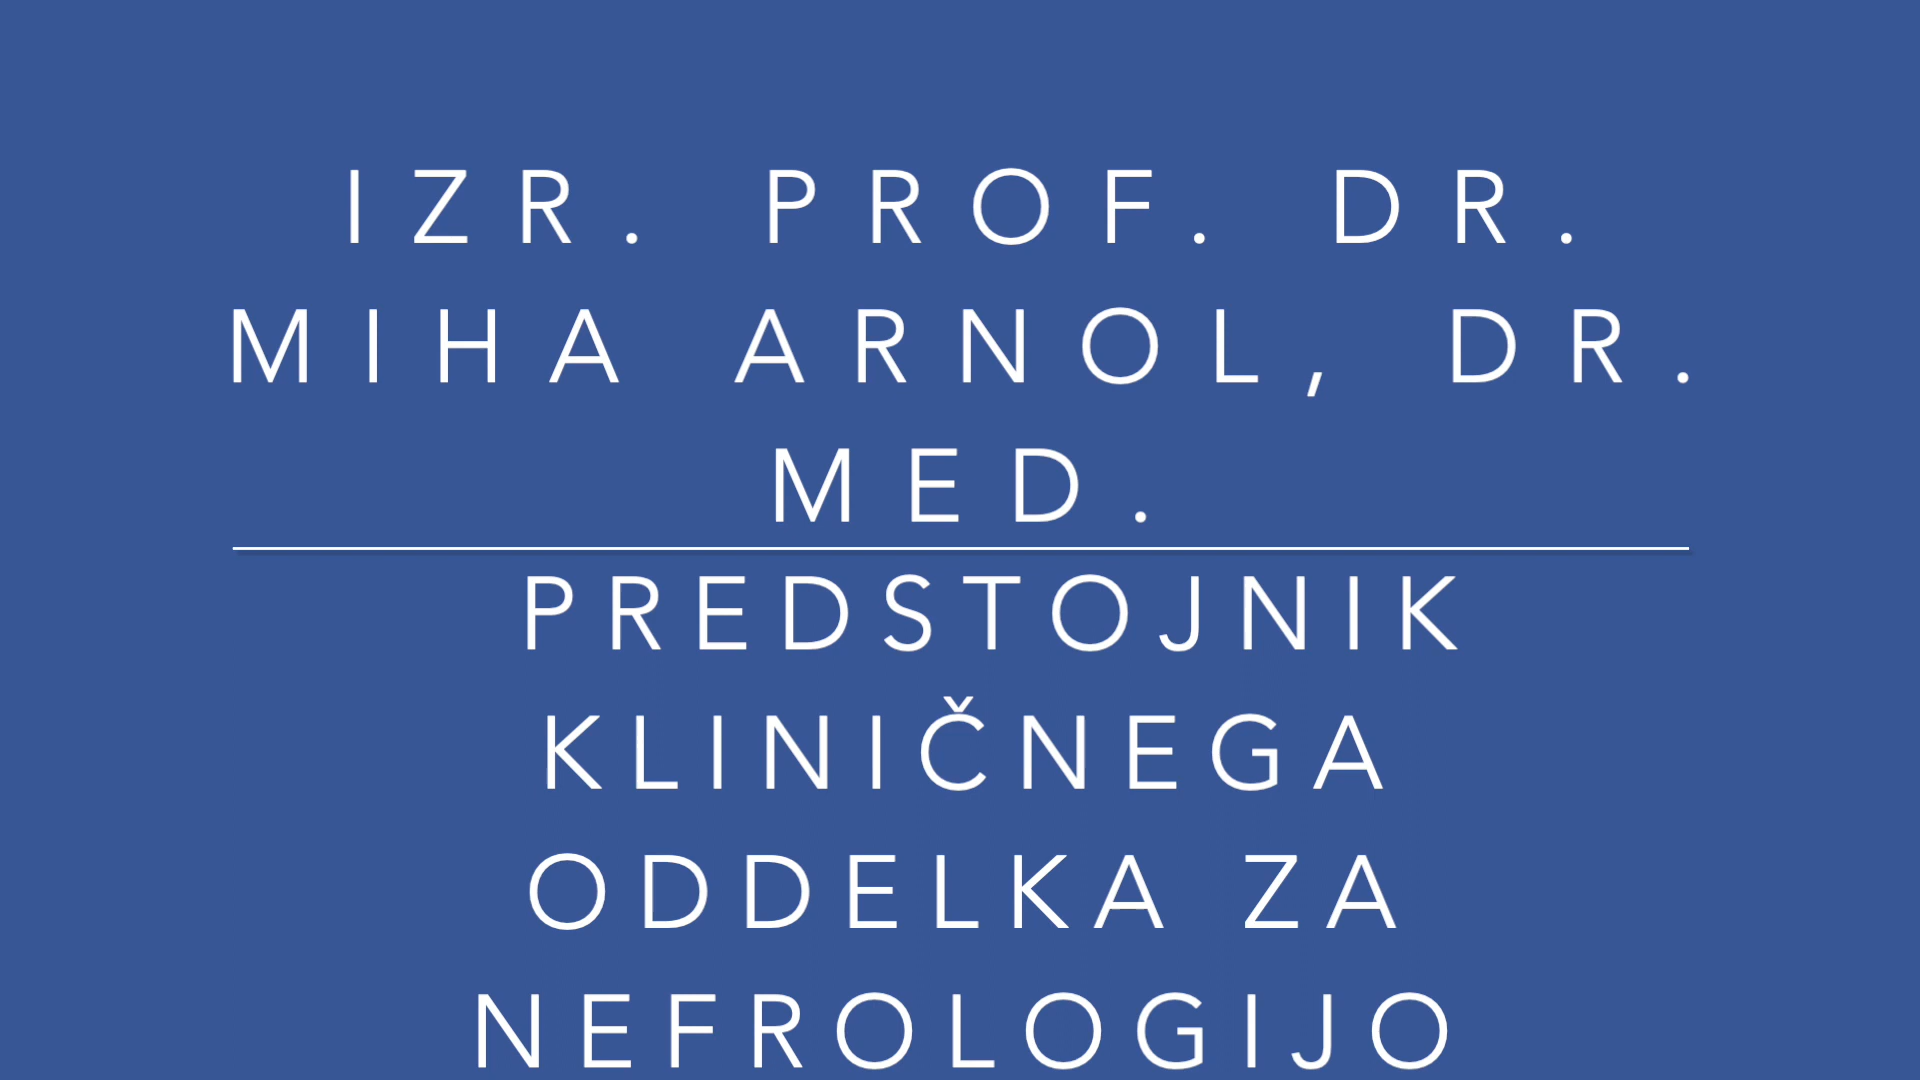 IZR. PROF. DR.
MIHA ARNOL, DR.
MED.
PREDSTOJNIK
KLINIČNEGA
ODDELKA ZA
NEFROLOGIJO